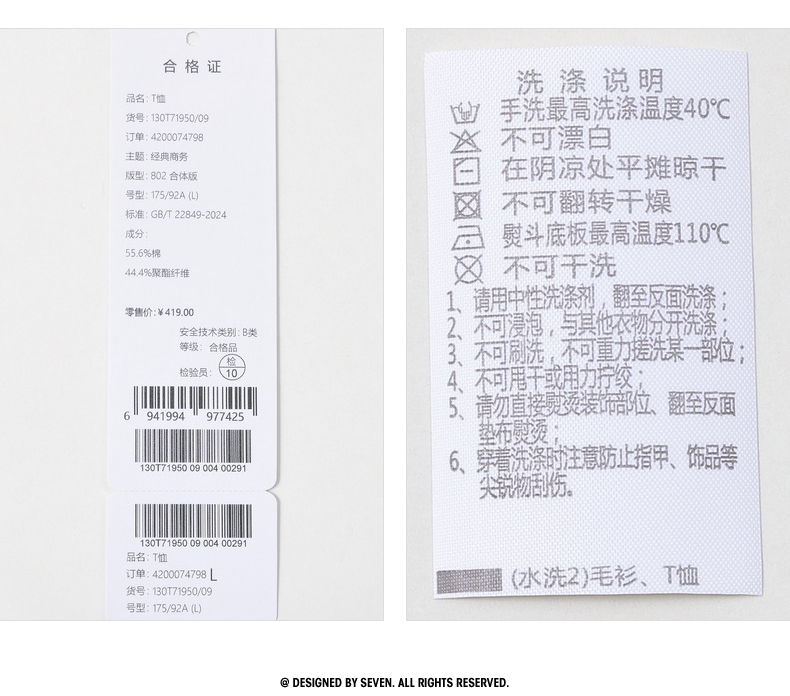 合格证
品名: T恤
货号: 130T71950/09
订单: 4200074798
主题: 经典商务
版型: 802 合体版
号型: 175/92A (L)
标准: GB/T 22849-2024
成分:
55.6%棉
44.4%聚酯纤维
零售价: ¥ 419.00
安全技术类别: B类
等级: 合格品
检验员: 检 10
6 941994 977425
130T71950 09 004 00291
130T71950 09 004 00291
品名: T恤
订单: 4200074798 L
货号: 130T71950/09
号型: 175/92A (L)
洗涤说明
手洗最高洗涤温度40℃
不可漂白
在阴凉处平摊晾干
不可翻转干燥
熨斗底板最高温度110℃
不可干洗
1、请用中性洗涤剂，翻至反面洗涤；
2、不可浸泡，与其他衣物分开洗涤；
3、不可刷洗，不可重力搓洗某一部位；
4、不可甩干或用力拧绞；
5、请勿直接熨烫装饰部位、翻至反面
垫布熨烫；
6、穿着洗涤时注意防止指甲、饰品等
尖锐物刮伤。
(水洗2)毛衫、T恤
@ DESIGNED BY SEVEN. ALL RIGHTS RESERVED.